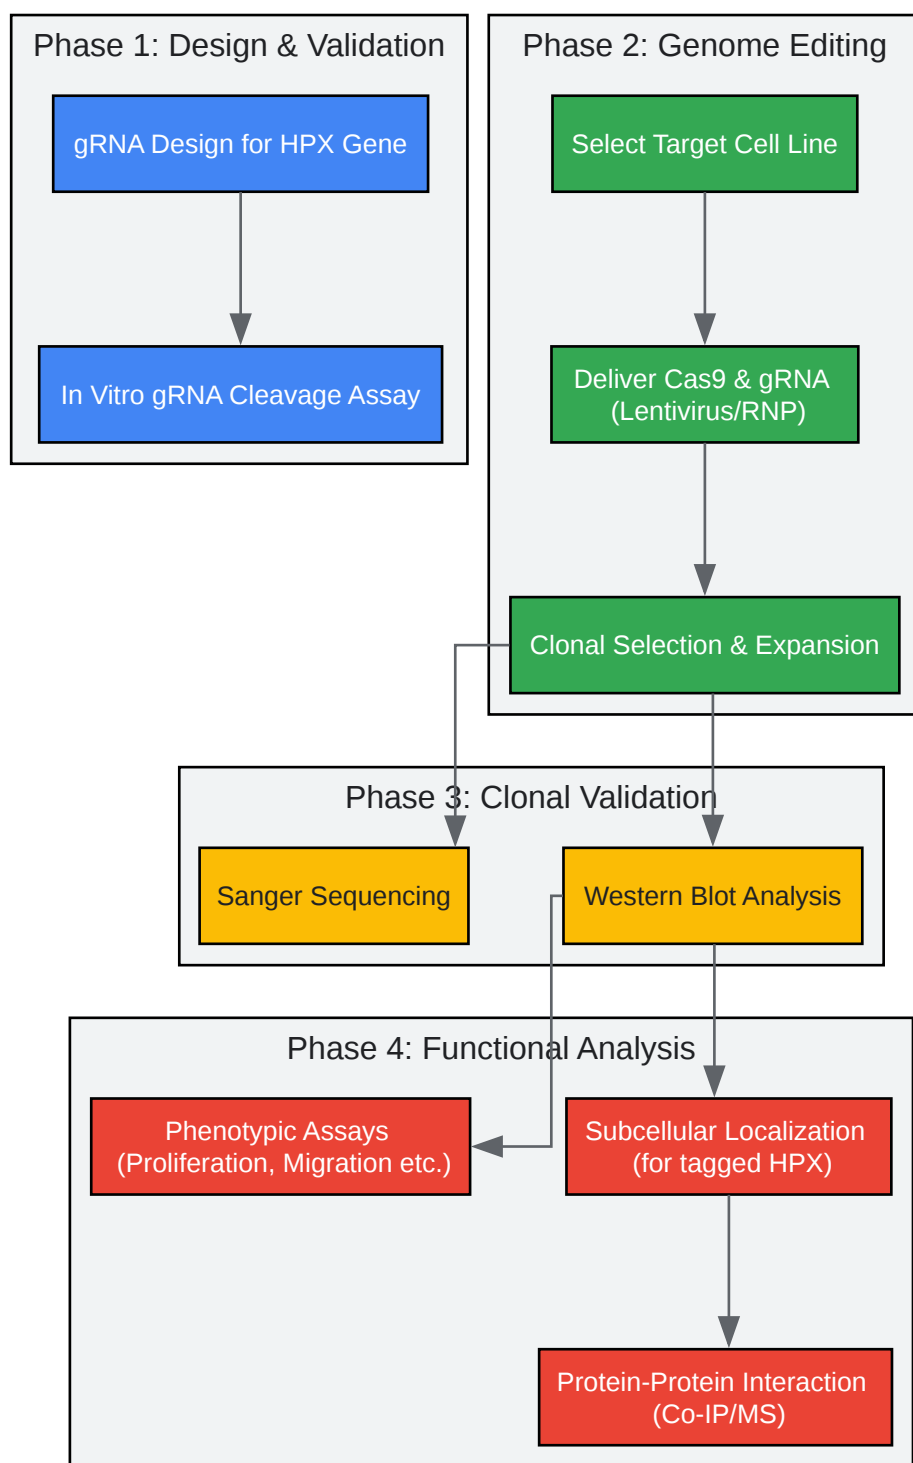 Phase 1: Design & Validation
gRNA Design for HPX Gene
In Vitro gRNA Cleavage Assay
Phase 2: Genome Editing
Select Target Cell Line
Deliver Cas9 & gRNA
(Lentivirus/RNP)
Clonal Selection & Expansion
Phase 3: Clonal Validation
Sanger Sequencing
Western Blot Analysis
Phase 4: Functional Analysis
Phenotypic Assays
(Proliferation, Migration etc.)
Subcellular Localization
(for tagged HPX)
Protein-Protein Interaction
(Co-IP/MS)